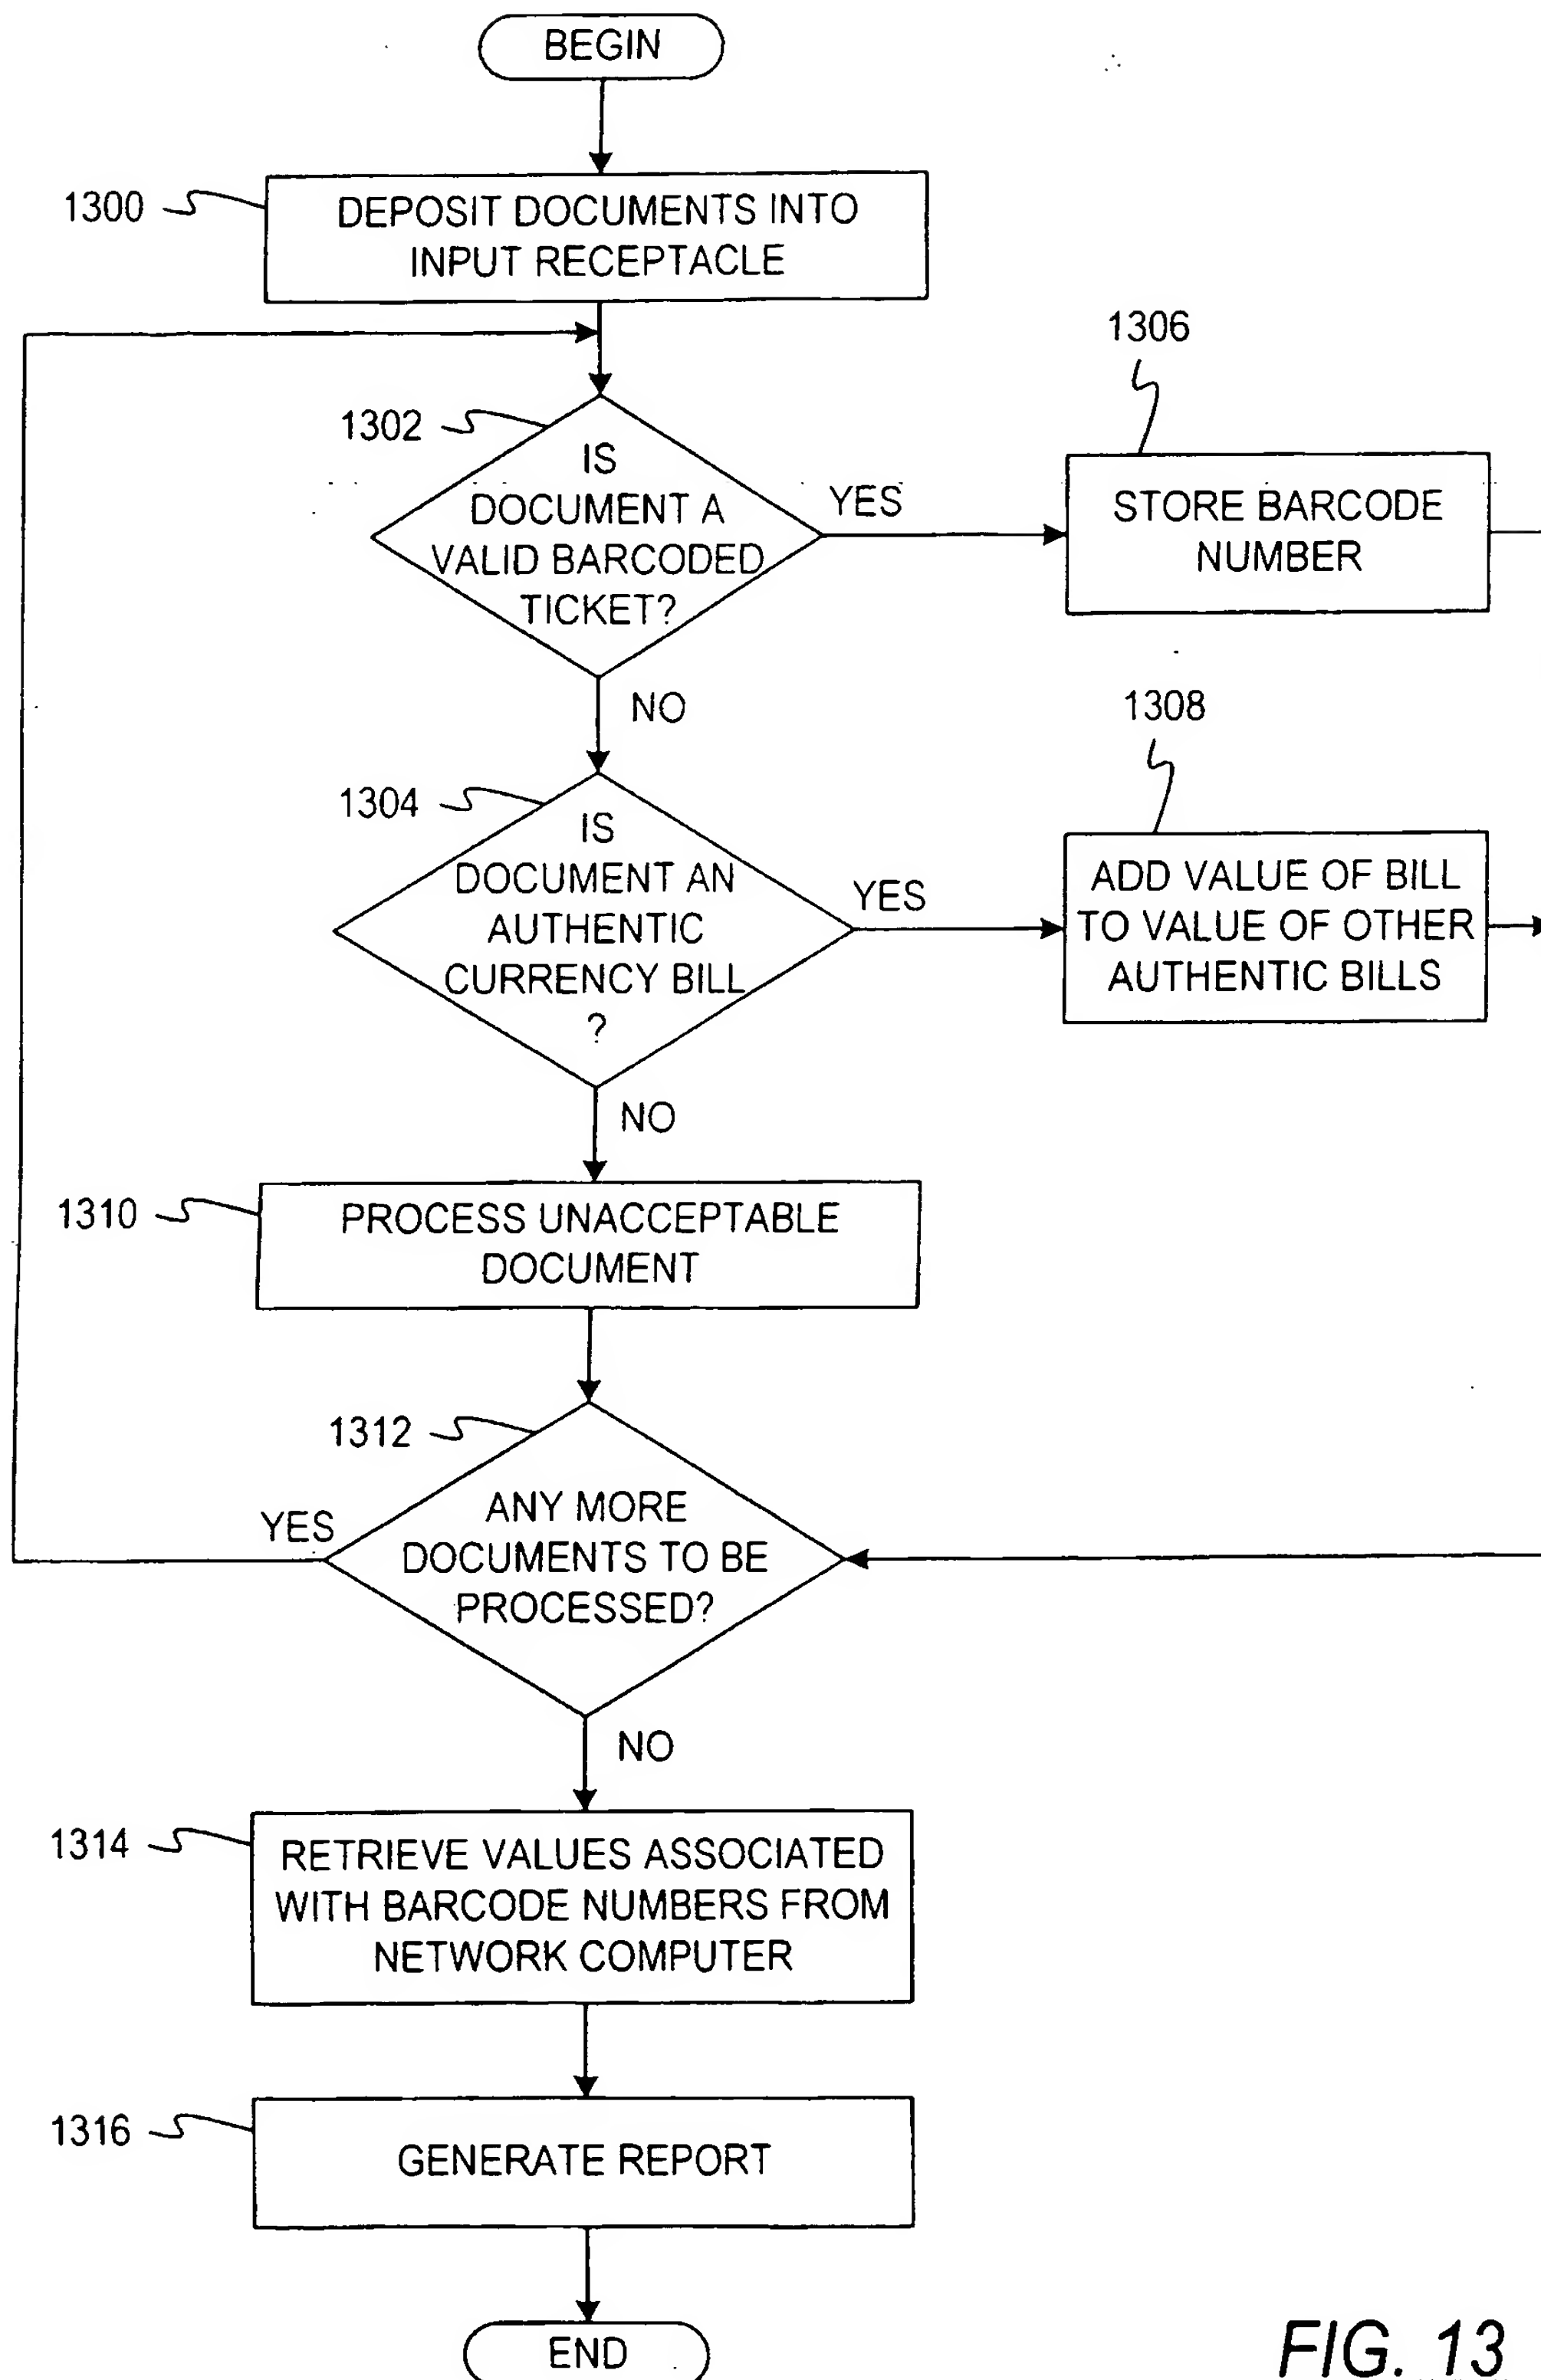 BEGIN
1300
DEPOSIT DOCUMENTS INTO
INPUT RECEPTACLE
1302
IS
DOCUMENT A
VALID BARCODED
TICKET?
YES
1306
STORE BARCODE
NUMBER
NO
1304
IS
DOCUMENT AN
AUTHENTIC
CURRENCY BILL
?
YES
1308
ADD VALUE OF BILL
TO VALUE OF OTHER
AUTHENTIC BILLS
NO
1310
PROCESS UNACCEPTABLE
DOCUMENT
1312
ANY MORE
DOCUMENTS TO BE
PROCESSED?
YES
NO
1314
RETRIEVE VALUES ASSOCIATED
WITH BARCODE NUMBERS FROM
NETWORK COMPUTER
1316
GENERATE REPORT
END
FIG. 13